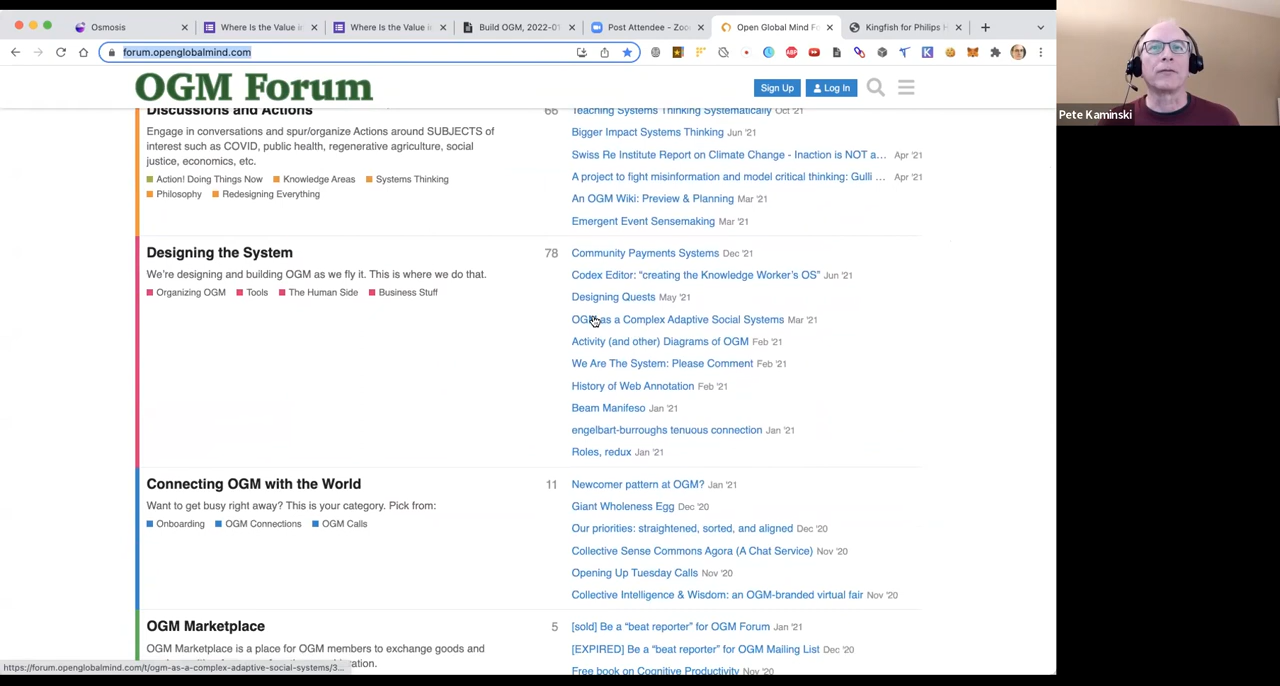 Osmosis
Where Is the Value i
Where Is the Value i
Build OGM, 2022-01
Post Attendee - Zoo
Open Global Mind Fo
Kingfish for Philips H
forum.openglobalmind.com
OGM Forum
Sign Up
Log In
Pete Kaminski
Discussions and Actions
66
Teaching Systems Thinking Systematically Oct '21
Engage in conversations and spur/organize Actions around SUBJECTS of
interest such as COVID, public health, regenerative agriculture, social
justice, economics, etc.
Action! Doing Things Now Knowledge Areas Systems Thinking
Philosophy Redesigning Everything
Bigger Impact Systems Thinking Jun '21
Swiss Re Institute Report on Climate Change - Inaction is NOT a... Apr '21
A project to fight misinformation and model critical thinking: Gulli ... Apr '21
An OGM Wiki: Preview & Planning Mar '21
Emergent Event Sensemaking Mar '21
Designing the System
78
We're designing and building OGM as we fly it. This is where we do that.
Organizing OGM Tools The Human Side Business Stuff
Community Payments Systems Dec '21
Codex Editor: "creating the Knowledge Worker's OS" Jun '21
Designing Quests May '21
OGM as a Complex Adaptive Social Systems Mar '21
Activity (and other) Diagrams of OGM Feb '21
We Are The System: Please Comment Feb '21
History of Web Annotation Feb '21
Beam Manifeso Jan '21
engelbart-burroughs tenuous connection Jan '21
Roles, redux Jan '21
Connecting OGM with the World
11
Want to get busy right away? This is your category. Pick from:
Onboarding OGM Connections OGM Calls
Newcomer pattern at OGM? Jan '21
Giant Wholeness Egg Dec '20
Our priorities: straightened, sorted, and aligned Dec '20
Collective Sense Commons Agora (A Chat Service) Nov '20
Opening Up Tuesday Calls Nov '20
Collective Intelligence & Wisdom: an OGM-branded virtual fair Nov '20
OGM Marketplace
5
OGM Marketplace is a place for OGM members to exchange goods and
[sold] Be a "beat reporter" for OGM Forum Jan '21
[EXPIRED] Be a "beat reporter" for OGM Mailing List Dec '20
Free book on Cognitive Productivity Nov '20
https://forum.openglobalmind.com/t/ogm-as-a-complex-adaptive-social-systems/3...